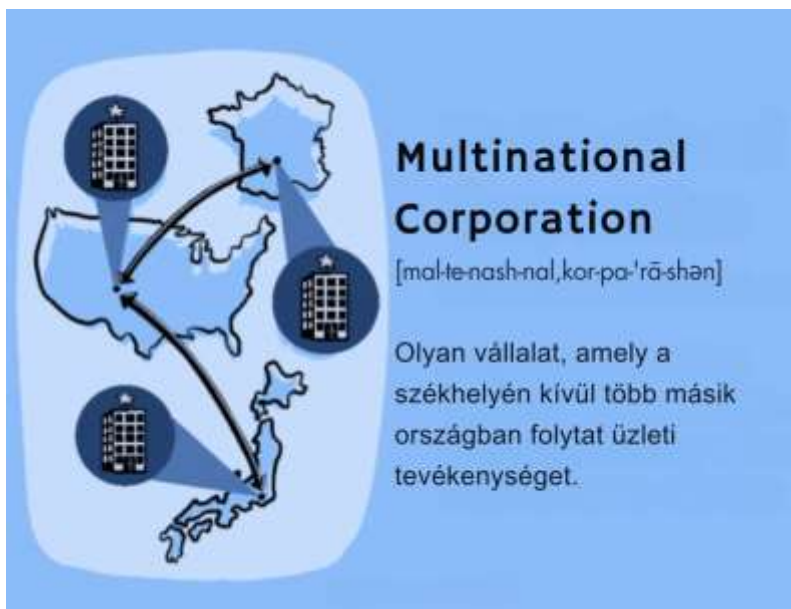 Multinational
Corporation
[mal-te-nash-nal,kor-pa-'rā-shən]
Olyan vállalat, amely a
székhelyén kívül több másik
országban folytat üzleti
tevékenységet.